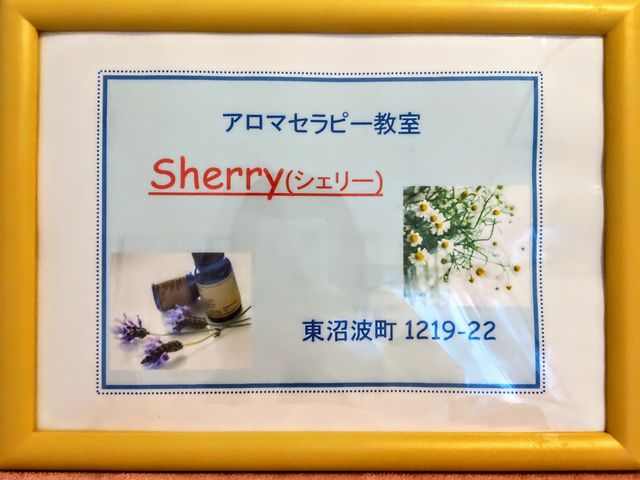 アロマセラピー教室
Sherry(シェリー)
東沼波町 1219-22